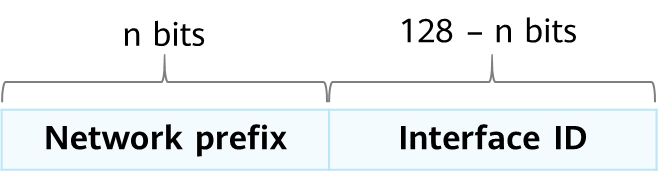 n bits
128 – n bits
Network prefix
Interface ID